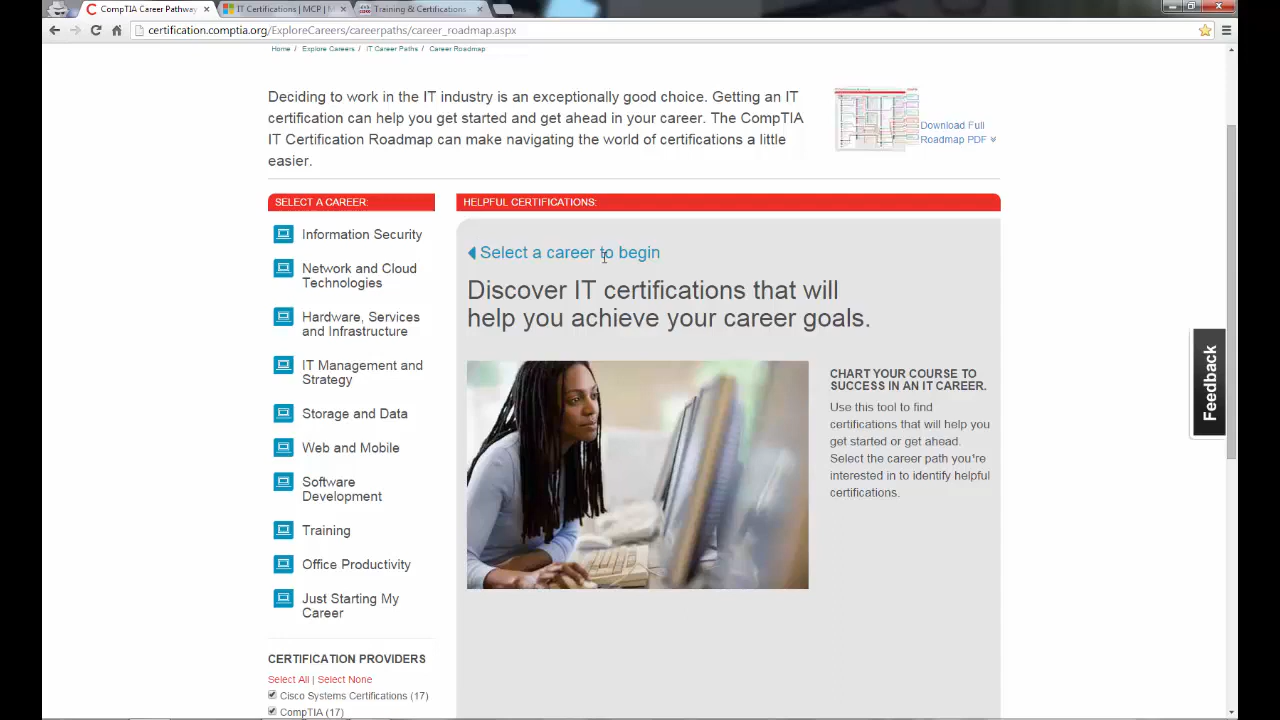 CompTIA Career Pathway
IT Certifications | MCP | M
Training & Certifications
certification.comptia.org/ExploreCareers/careerpaths/career_roadmap.aspx
Home / Explore Careers / IT Career Paths / Career Roadmap
Deciding to work in the IT industry is an exceptionally good choice. Getting an IT
certification can help you get started and get ahead in your career. The CompTIA
IT Certification Roadmap can make navigating the world of certifications a little
easier.
Download Full
Roadmap PDF
SELECT A CAREER:
Information Security
Network and Cloud
Technologies
Hardware, Services
and Infrastructure
IT Management and
Strategy
Storage and Data
Web and Mobile
Software
Development
Training
Office Productivity
Just Starting My
Career
CERTIFICATION PROVIDERS
Select All | Select None
Cisco Systems Certifications (17)
CompTIA (17)
HELPFUL CERTIFICATIONS:
Select a career to begin
Discover IT certifications that will
help you achieve your career goals.
CHART YOUR COURSE TO
SUCCESS IN AN IT CAREER.
Use this tool to find
certifications that will help you
get started or get ahead.
Select the career path you're
interested in to identify helpful
certifications.
Feedback